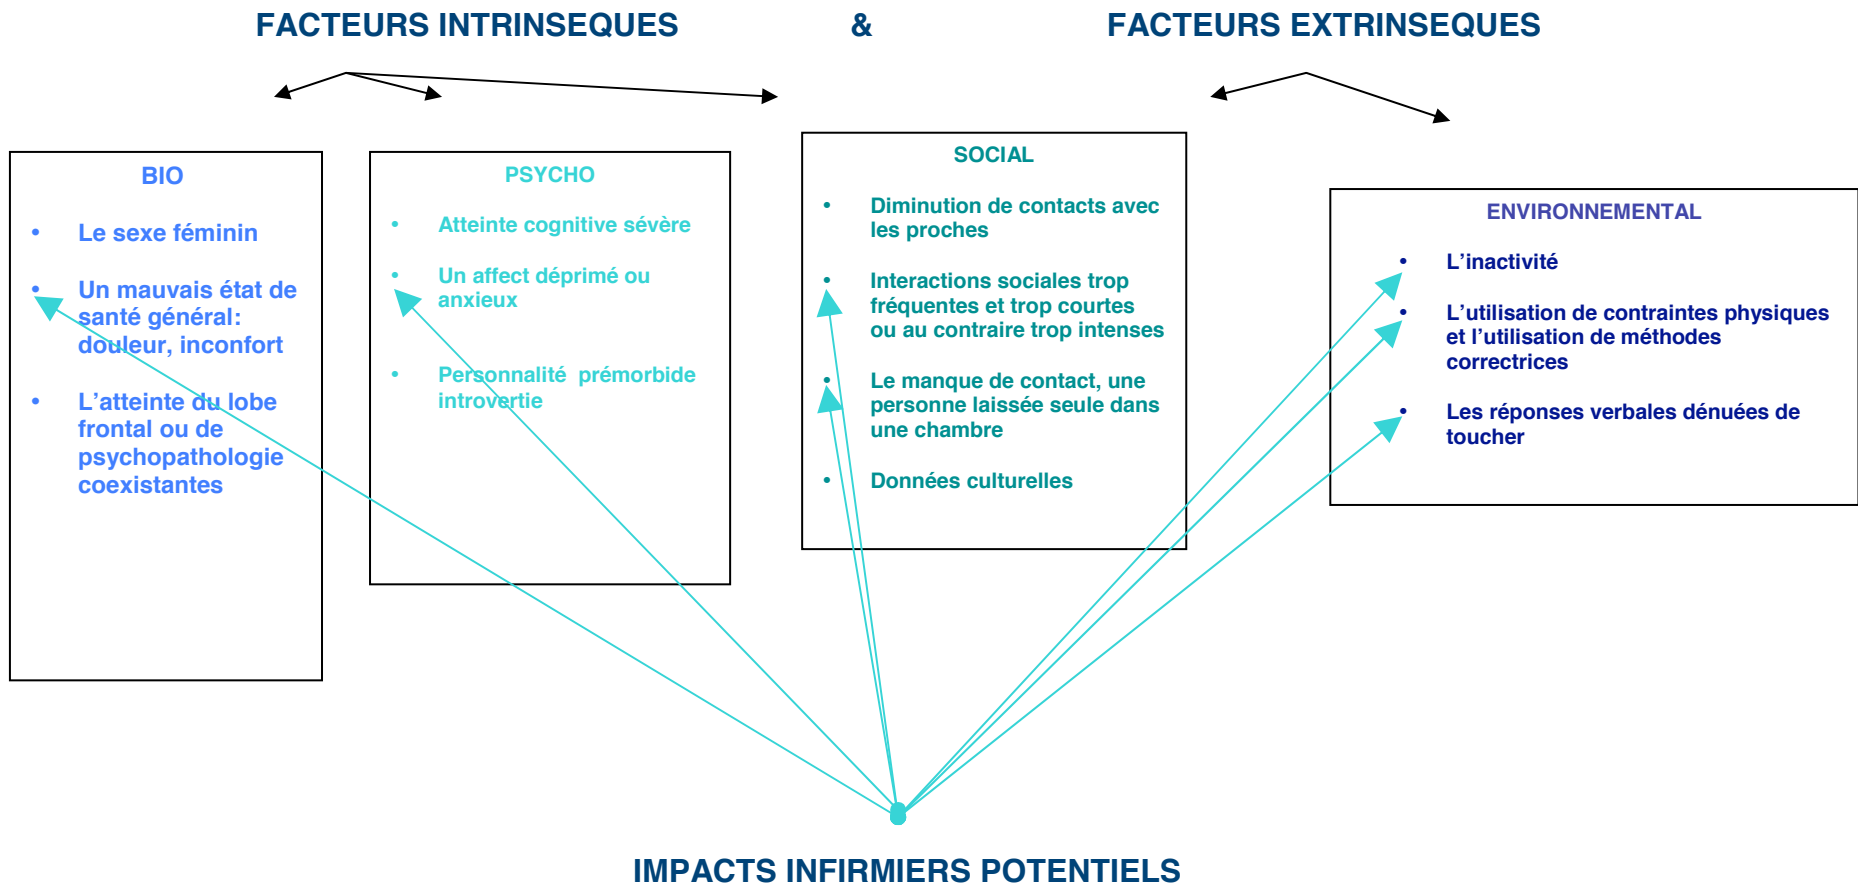 FACTEURS INTRINSEQUES & FACTEURS EXTRINSEQUES
BIO
• Le sexe féminin
• Un mauvais état de
santé général:
douleur, inconfort
• L’atteinte du lobe
frontal ou de
psychopathologie
coexistantes
PSYCHO
• Atteinte cognitive sévère
• Un affect déprimé ou
anxieux
• Personnalité prémorbide
introvertie
SOCIAL
• Diminution de contacts avec
les proches
• Interactions sociales trop
fréquentes et trop courtes
ou au contraire trop intenses
• Le manque de contact, une
personne laissée seule dans
une chambre
• Données culturelles
ENVIRONNEMENTAL
• L’inactivité
• L’utilisation de contraintes physiques
et l’utilisation de méthodes
correctrices
• Les réponses verbales dénuées de
toucher
IMPACTS INFIRMIERS POTENTIELS